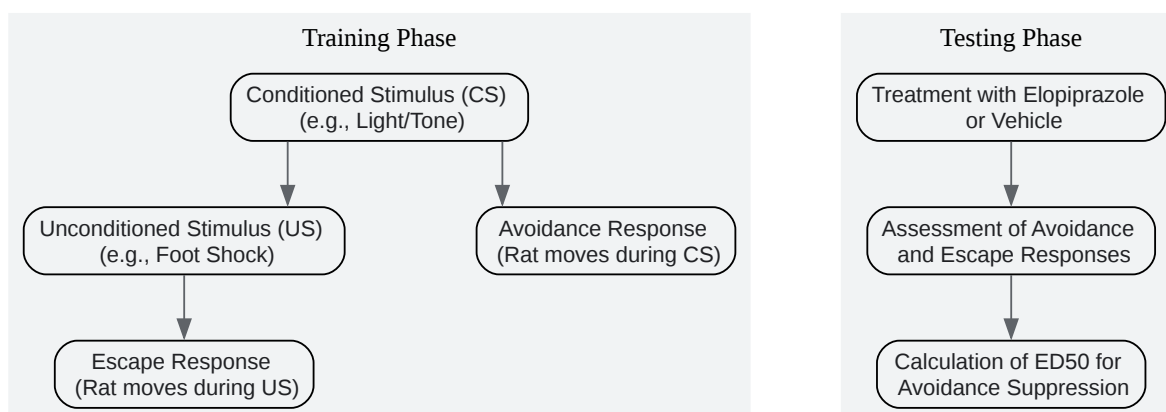 Training Phase
Conditioned Stimulus (CS)
(e.g., Light/Tone)
Unconditioned Stimulus (US)
(e.g., Foot Shock)
Avoidance Response
(Rat moves during CS)
Escape Response
(Rat moves during US)
Testing Phase
Treatment with Elopiprazole
or Vehicle
Assessment of Avoidance
and Escape Responses
Calculation of ED50 for
Avoidance Suppression